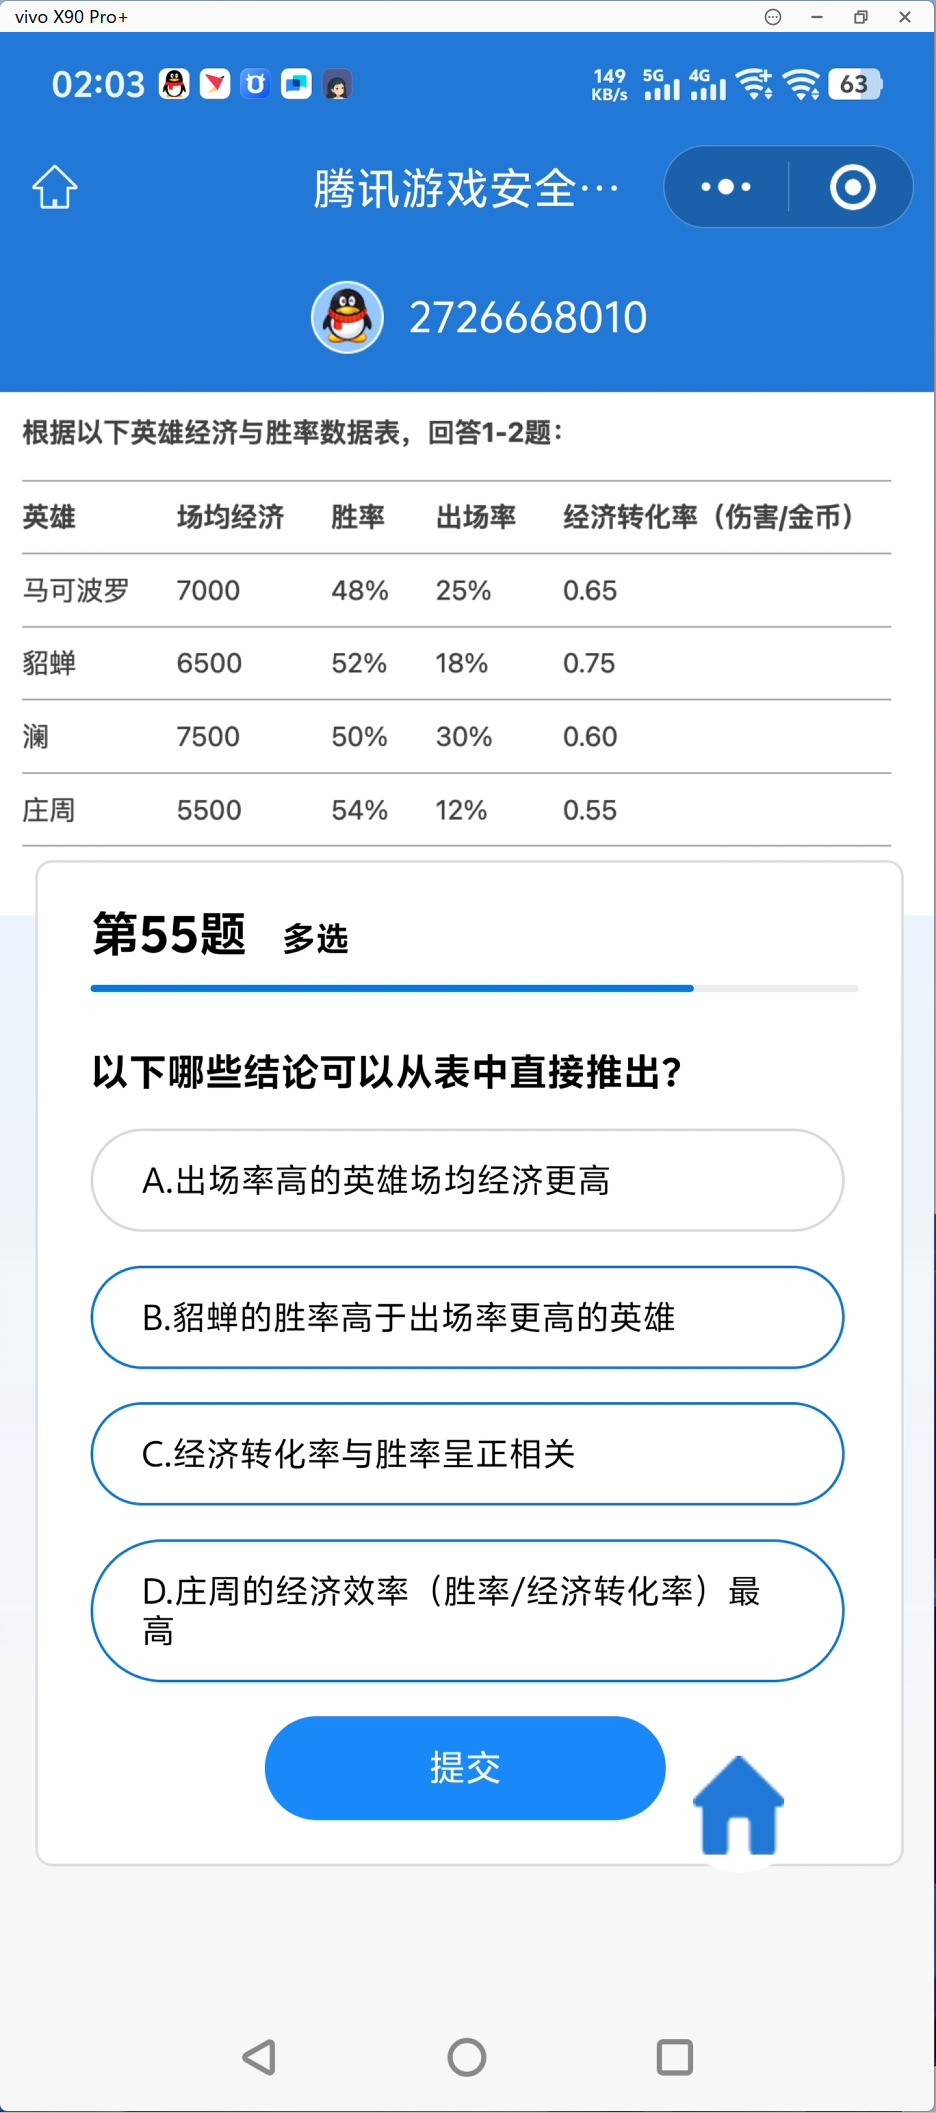 vivo X90 Pro+
02:03
149 KB/s 5G 4G 63
腾讯游戏安全···
2726668010
根据以下英雄经济与胜率数据表，回答1-2题：
英雄 场均经济 胜率 出场率 经济转化率（伤害/金币）
马可波罗 7000 48% 25% 0.65
貂蝉 6500 52% 18% 0.75
澜 7500 50% 30% 0.60
庄周 5500 54% 12% 0.55
第55题 多选
以下哪些结论可以从表中直接推出？
A.出场率高的英雄场均经济更高
B.貂蝉的胜率高于出场率更高的英雄
C.经济转化率与胜率呈正相关
D.庄周的经济效率（胜率/经济转化率）最
高
提交